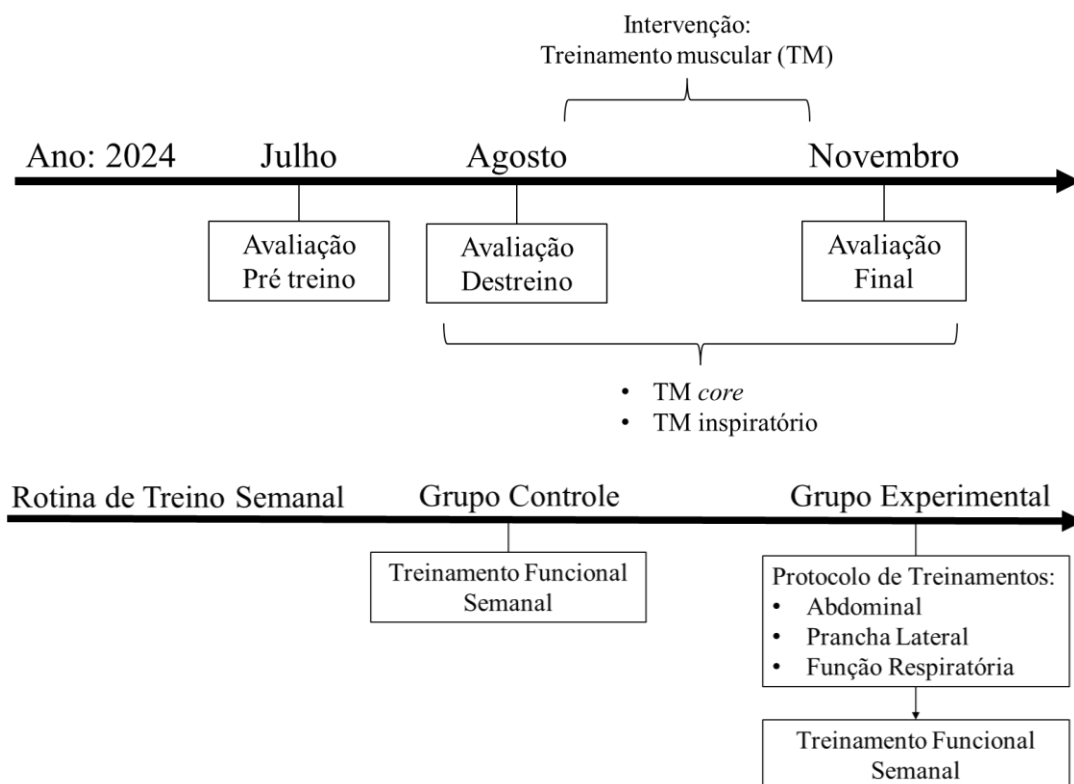 Intervenção:
Treinamento muscular (TM)
Ano: 2024 Julho Agosto Novembro
Avaliação
Pré treino
Avaliação
Destreino
Avaliação
Final
• TM core
• TM inspiratório
Rotina de Treino Semanal Grupo Controle Grupo Experimental
Treinamento Funcional
Semanal
Protocolo de Treinamentos:
• Abdominal
• Prancha Lateral
• Função Respiratória
Treinamento Funcional
Semanal